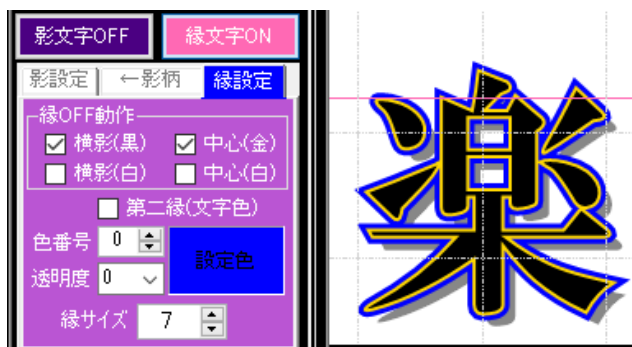 影文字OFF 縁文字ON
影設定 ←影柄 縁設定
縁OFF動作
横影(黒) 中心(金)
横影(白) 中心(白)
第二縁(文字色)
色番号 0 設定色
透明度 0
縁サイズ 7
楽